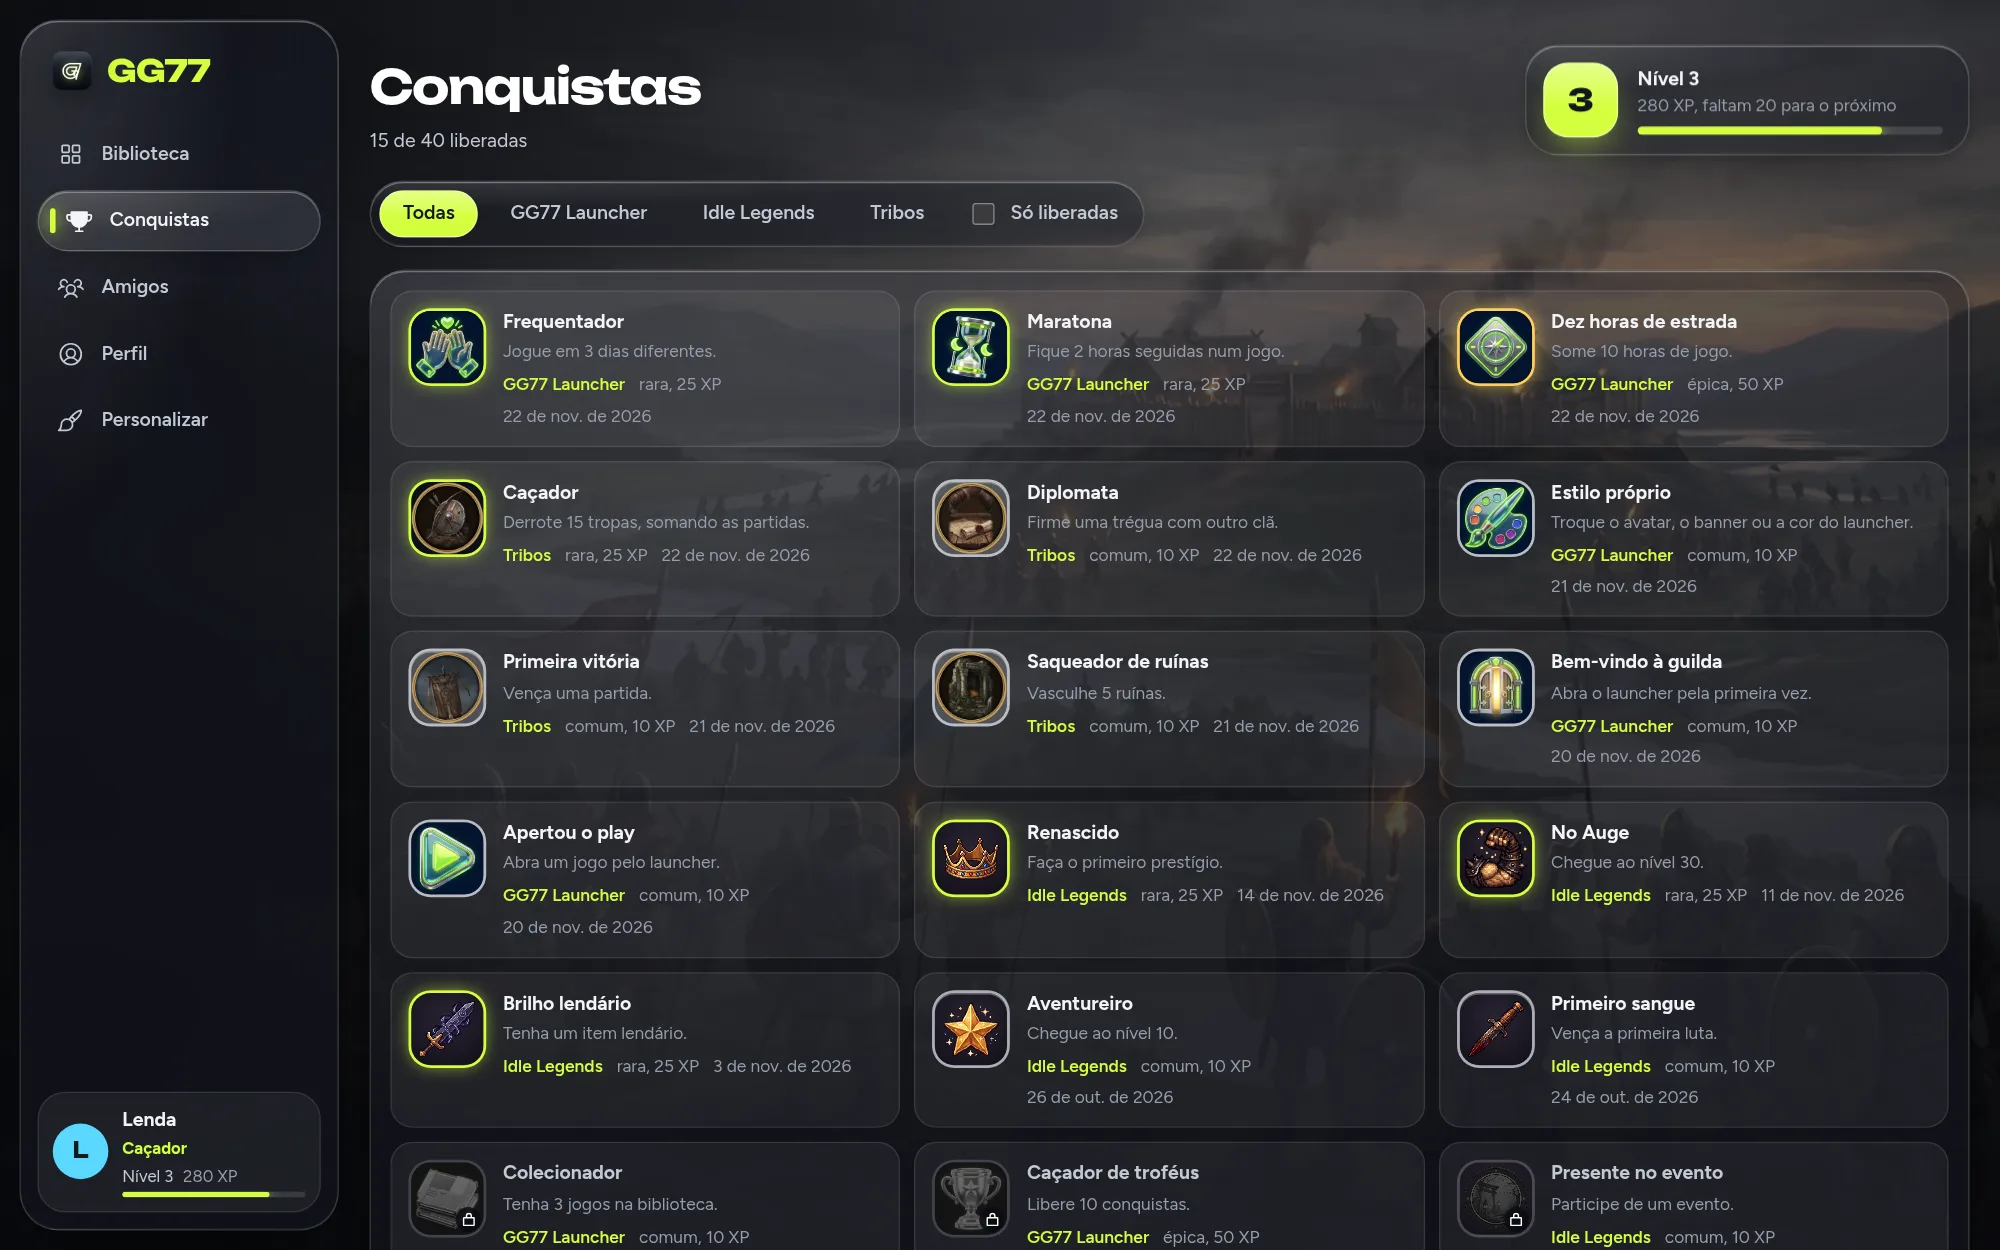 GG77
Biblioteca
Conquistas
Amigos
Perfil
Personalizar
L
Lenda
Caçador
Nível 3 280 XP
Conquistas
15 de 40 liberadas
3
Nível 3
280 XP, faltam 20 para o próximo
Todas GG77 Launcher Idle Legends Tribos Só liberadas
Frequentador
Jogue em 3 dias diferentes.
GG77 Launcher rara, 25 XP
22 de nov. de 2026
Maratona
Fique 2 horas seguidas num jogo.
GG77 Launcher rara, 25 XP
22 de nov. de 2026
Dez horas de estrada
Some 10 horas de jogo.
GG77 Launcher épica, 50 XP
22 de nov. de 2026
Caçador
Derrote 15 tropas, somando as partidas.
Tribos rara, 25 XP 22 de nov. de 2026
Diplomata
Firme uma trégua com outro clã.
Tribos comum, 10 XP 22 de nov. de 2026
Estilo próprio
Troque o avatar, o banner ou a cor do launcher.
GG77 Launcher comum, 10 XP
21 de nov. de 2026
Primeira vitória
Vença uma partida.
Tribos comum, 10 XP 21 de nov. de 2026
Saqueador de ruínas
Vasculhe 5 ruínas.
Tribos comum, 10 XP 21 de nov. de 2026
Bem-vindo à guilda
Abra o launcher pela primeira vez.
GG77 Launcher comum, 10 XP
20 de nov. de 2026
Apertou o play
Abra um jogo pelo launcher.
GG77 Launcher comum, 10 XP
20 de nov. de 2026
Renascido
Faça o primeiro prestígio.
Idle Legends rara, 25 XP 14 de nov. de 2026
No Auge
Chegue ao nível 30.
Idle Legends rara, 25 XP 11 de nov. de 2026
Brilho lendário
Tenha um item lendário.
Idle Legends rara, 25 XP 3 de nov. de 2026
Aventureiro
Chegue ao nível 10.
Idle Legends comum, 10 XP
26 de out. de 2026
Primeiro sangue
Vença a primeira luta.
Idle Legends comum, 10 XP
24 de out. de 2026
Colecionador
Tenha 3 jogos na biblioteca.
GG77 Launcher comum, 10 XP
Caçador de troféus
Libere 10 conquistas.
GG77 Launcher épica, 50 XP
Presente no evento
Participe de um evento.
Idle Legends comum, 10 XP